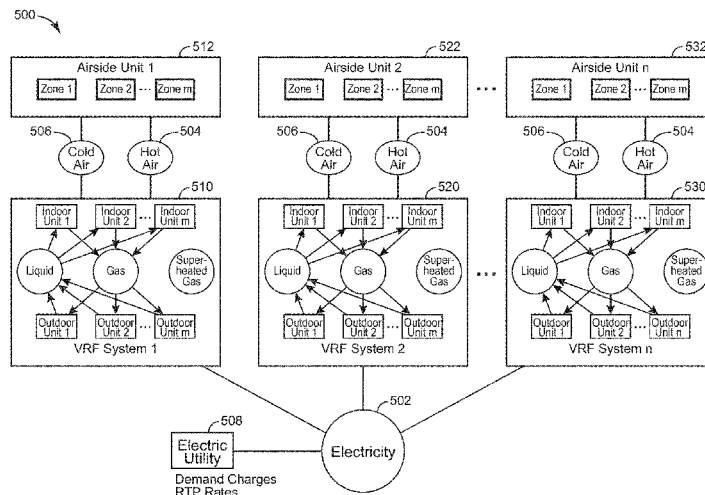 500
512
Airside Unit 1
Zone 1 Zone 2 ... Zone m
522
Airside Unit 2
Zone 1 Zone 2 ... Zone m
...
532
Airside Unit n
Zone 1 Zone 2 ... Zone m
506
Cold Air
504
Hot Air
506
Cold Air
504
Hot Air
506
Cold Air
504
Hot Air
510
Indoor Unit 1
Indoor Unit 2
...
Indoor Unit m
Liquid
Gas
Super-
heated
Gas
Outdoor Unit 1
Outdoor Unit 2
...
Outdoor Unit m
VRF System 1
520
Indoor Unit 1
Indoor Unit 2
...
Indoor Unit m
Liquid
Gas
Super-
heated
Gas
Outdoor Unit 1
Outdoor Unit 2
...
Outdoor Unit m
VRF System 2
...
530
Indoor Unit 1
Indoor Unit 2
...
Indoor Unit m
Liquid
Gas
Super-
heated
Gas
Outdoor Unit 1
Outdoor Unit 2
...
Outdoor Unit m
VRF System n
502
Electricity
508
Electric
Utility
Demand Charges
RTP Rates